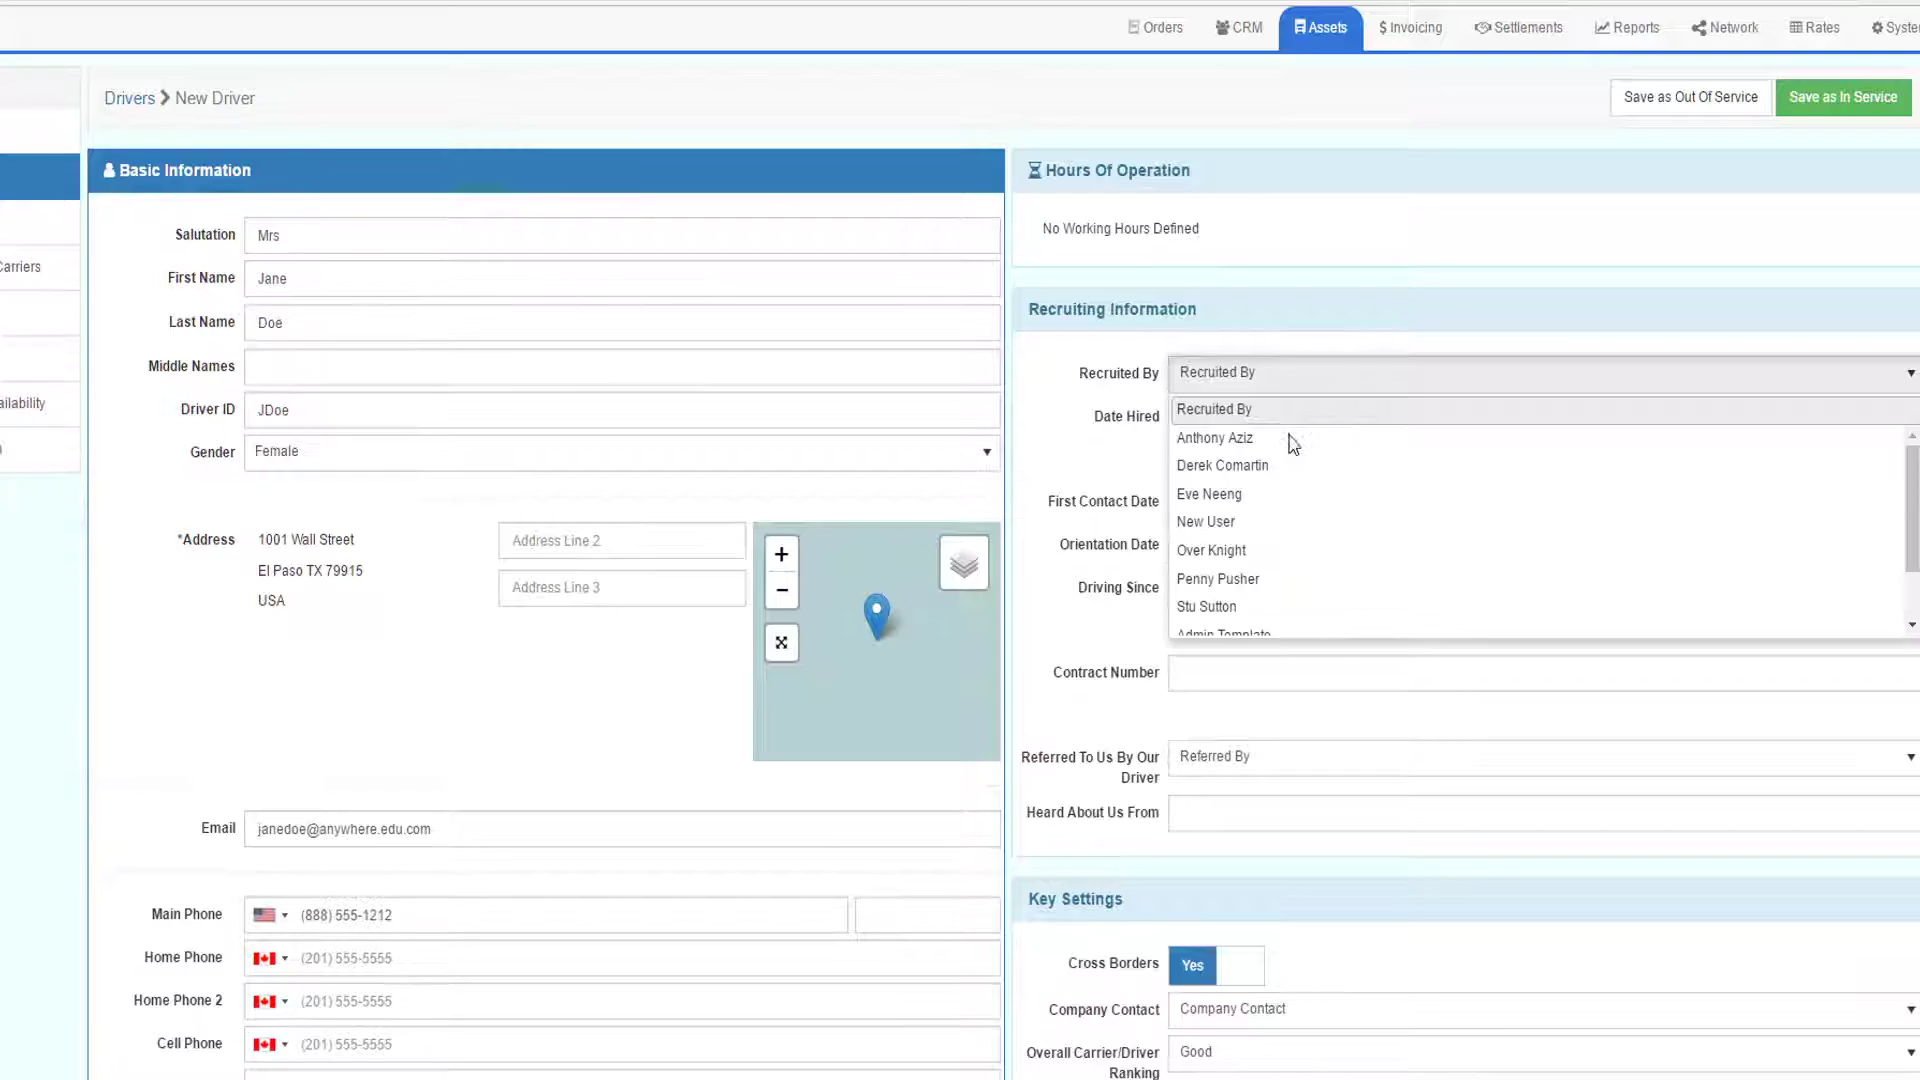 Orders CRM Assets $ Invoicing Settlements Reports Network Rates
Drivers > New Driver
Save as Out Of Service Save as In Service
Basic Information
Salutation Mrs
First Name Jane
Last Name Doe
Middle Names
Driver ID JDoe
Gender Female
*Address 1001 Wall Street
El Paso TX 79915
USA
Address Line 2
Address Line 3
+
−
Email janedoe@anywhere.edu.com
Main Phone (888) 555-1212
Home Phone (201) 555-5555
Home Phone 2 (201) 555-5555
Cell Phone (201) 555-5555
Hours Of Operation
No Working Hours Defined
Recruiting Information
Recruited By Recruited By
Recruited By
Anthony Aziz
Derek Comartin
Eve Neeng
New User
Over Knight
Penny Pusher
Stu Sutton
Admin Template
Date Hired
First Contact Date
Orientation Date
Driving Since
Contract Number
Referred To Us By Our
Driver
Referred By
Heard About Us From
Key Settings
Cross Borders Yes
Company Contact Company Contact
Overall Carrier/Driver
Ranking
Good